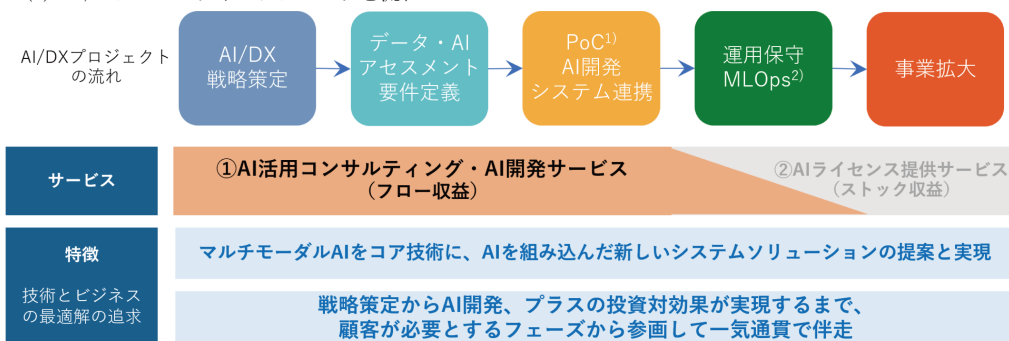 AI/DXプロジェクト
の流れ
AI/DX
戦略策定
データ・AI
アセスメント
要件定義
PoC1)
AI開発
システム連携
運用保守
MLOps2)
事業拡大
サービス
①AI活用コンサルティング・AI開発サービス
（フロー収益）
②AIライセンス提供サービス
（ストック収益）
特徴
技術とビジネス
の最適解の追求
マルチモーダルAIをコア技術に、AIを組み込んだ新しいシステムソリューションの提案と実現
戦略策定からAI開発、プラスの投資対効果が実現するまで、
顧客が必要とするフェーズから参画して一気通貫で伴走